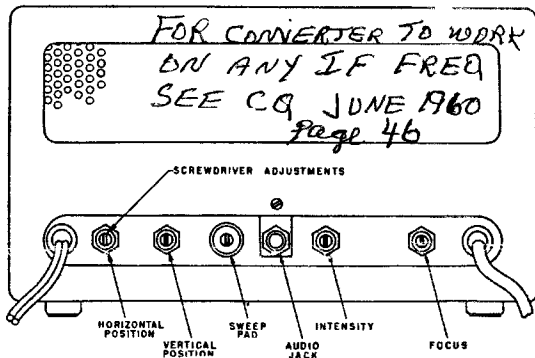 FOR CONVERTER TO WORK
ON ANY IF FREQ
SEE CQ JUNE 1960
Page 46
SCREWDRIVER ADJUSTMENTS
HORIZONTAL
POSITION
VERTICAL
POSITION
SWEEP
PAD
AUDIO
JACK
INTENSITY
FOCUS